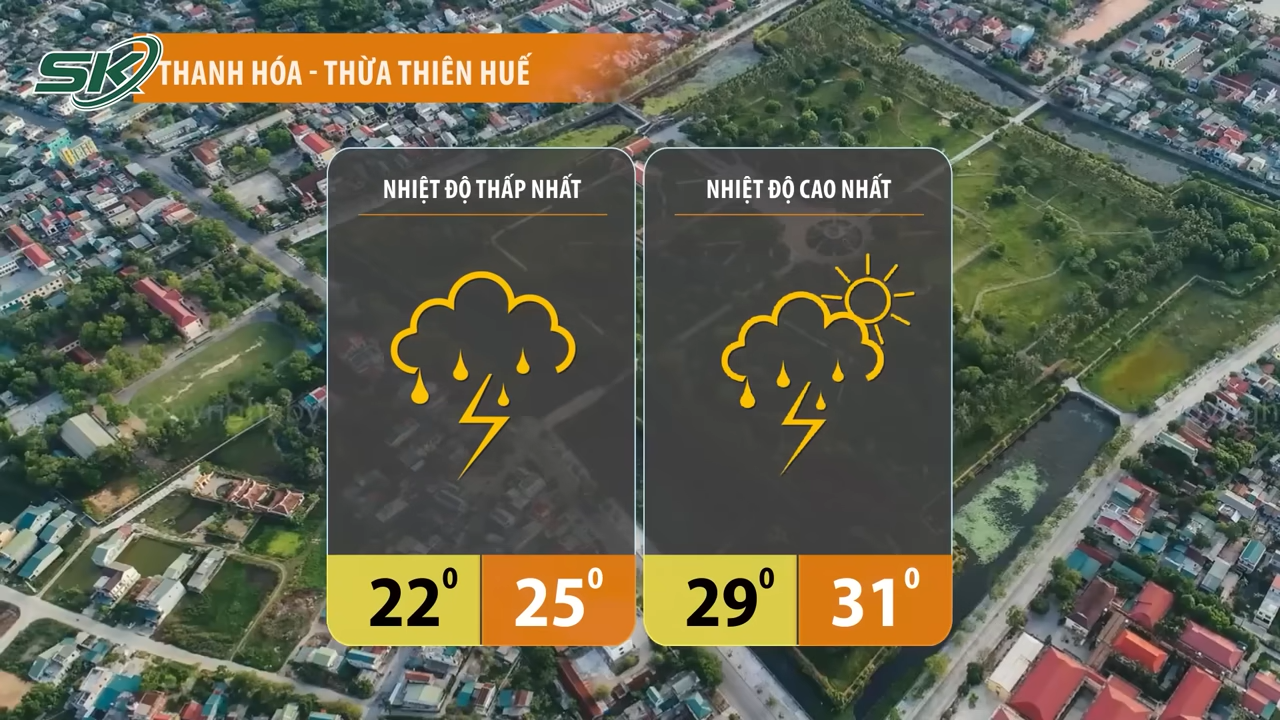 SK
THANH HÓA - THỪA THIÊN HUẾ
NHIỆT ĐỘ THẤP NHẤT
NHIỆT ĐỘ CAO NHẤT
22⁰ 25⁰
29⁰ 31⁰